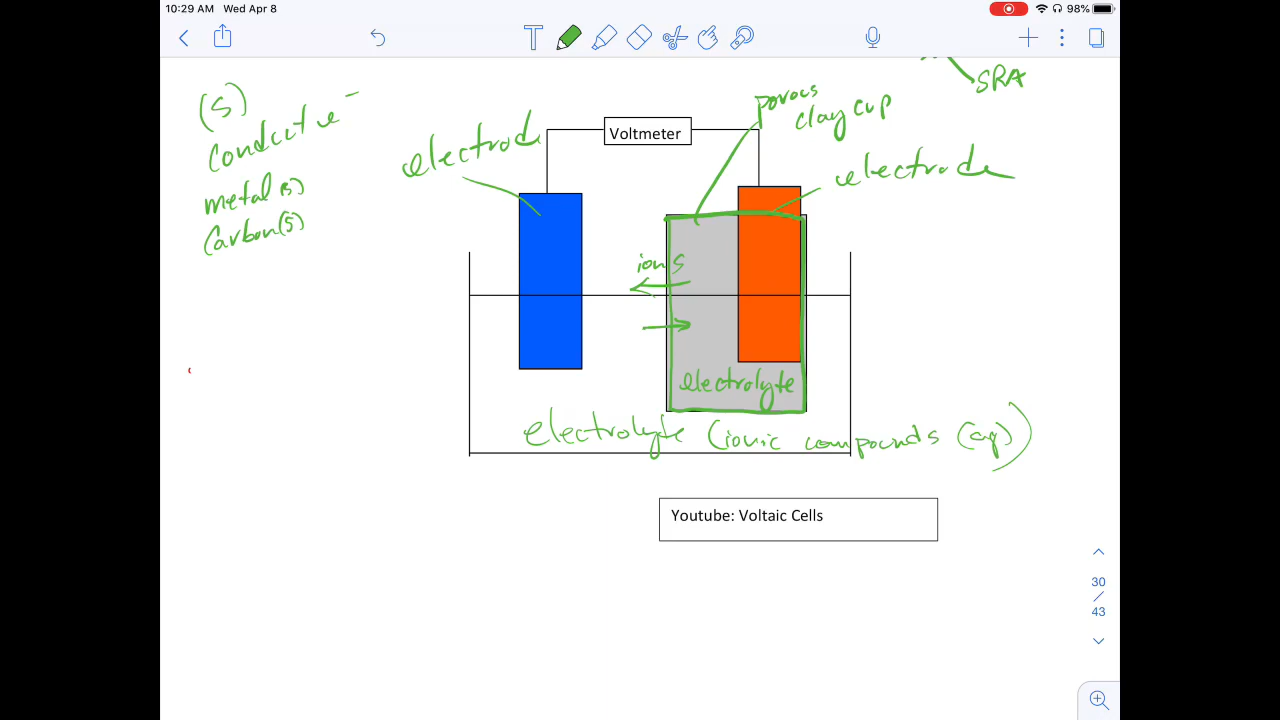 10:29 AM Wed Apr 8
98%
SRA
(s)
Conductive -
metal (s)
Carbon (s)
electrod
Voltmeter
porous
clay cup
electrode
ions
electrolyte
electrolyte (ionic compounds (aq))
Youtube: Voltaic Cells
30
/
43